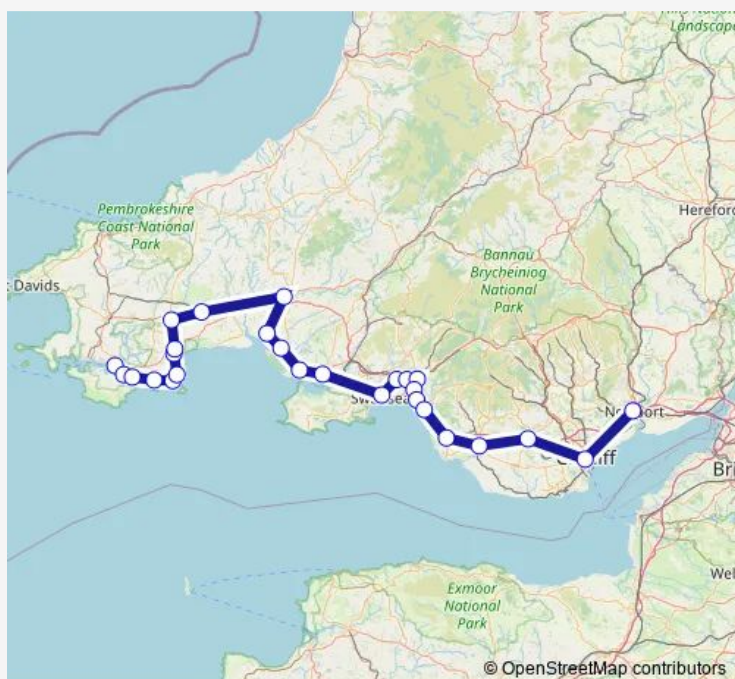 Landscape
Pembrokeshire
Coast National
Park
Hereford
t Davids
Bannau
Brycheiniog
National
Park
Swansea
Newport
Cardiff
Bri
Wel
Exmoor
National
Park
© OpenStreetMap contributors